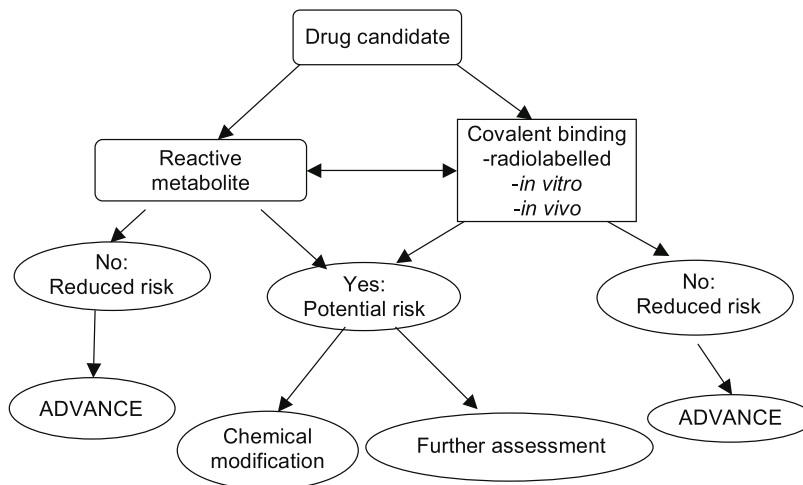 Drug candidate
Reactive
metabolite
Covalent binding
-radiolabelled
-in vitro
-in vivo
No:
Reduced risk
Yes:
Potential risk
No:
Reduced risk
ADVANCE
Chemical
modification
Further assessment
ADVANCE